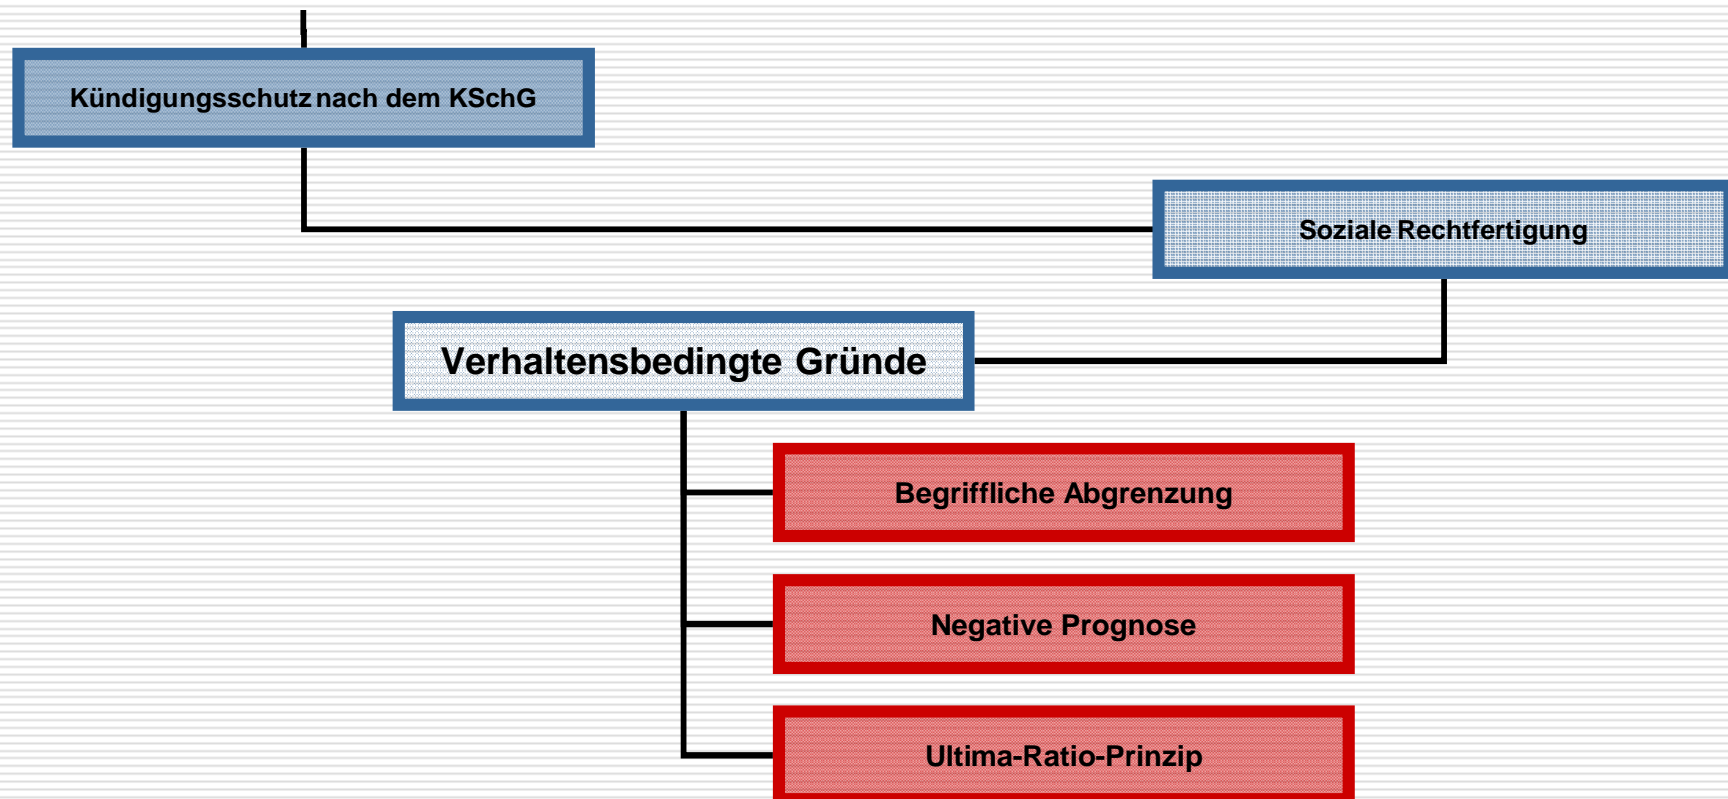 Kündigungsschutz nach dem KSchG
Soziale Rechtfertigung
Verhaltensbedingte Gründe
Begriffliche Abgrenzung
Negative Prognose
Ultima-Ratio-Prinzip